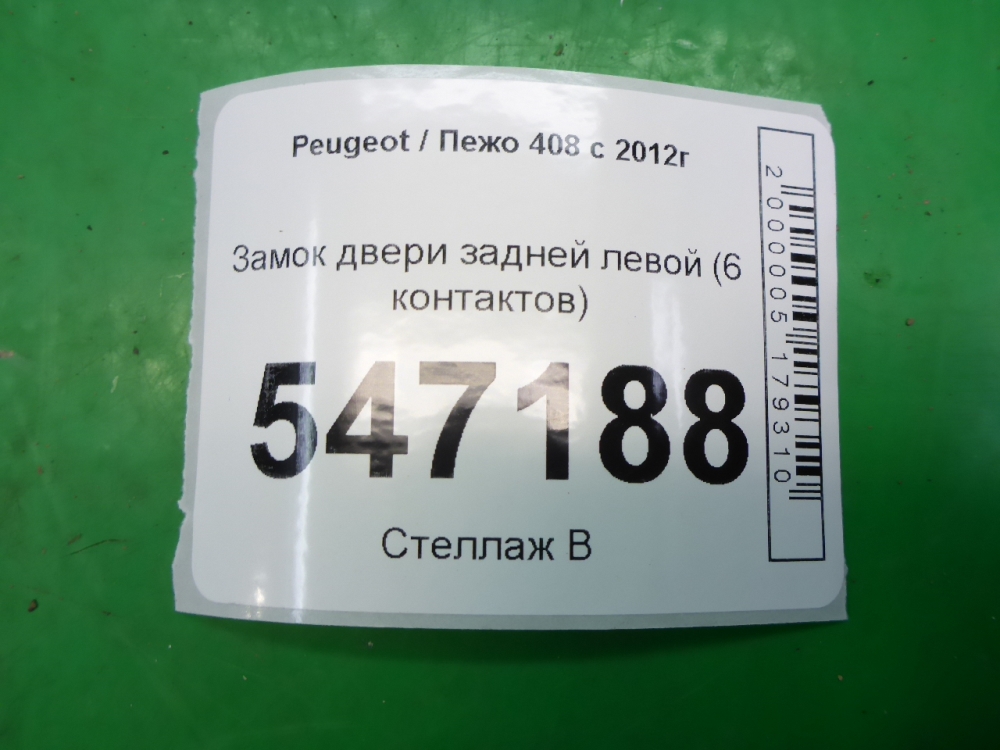 Peugeot / Пежо 408 с 2012г
Замок двери задней левой (6
контактов)
547188
Стеллаж В
2000005179310